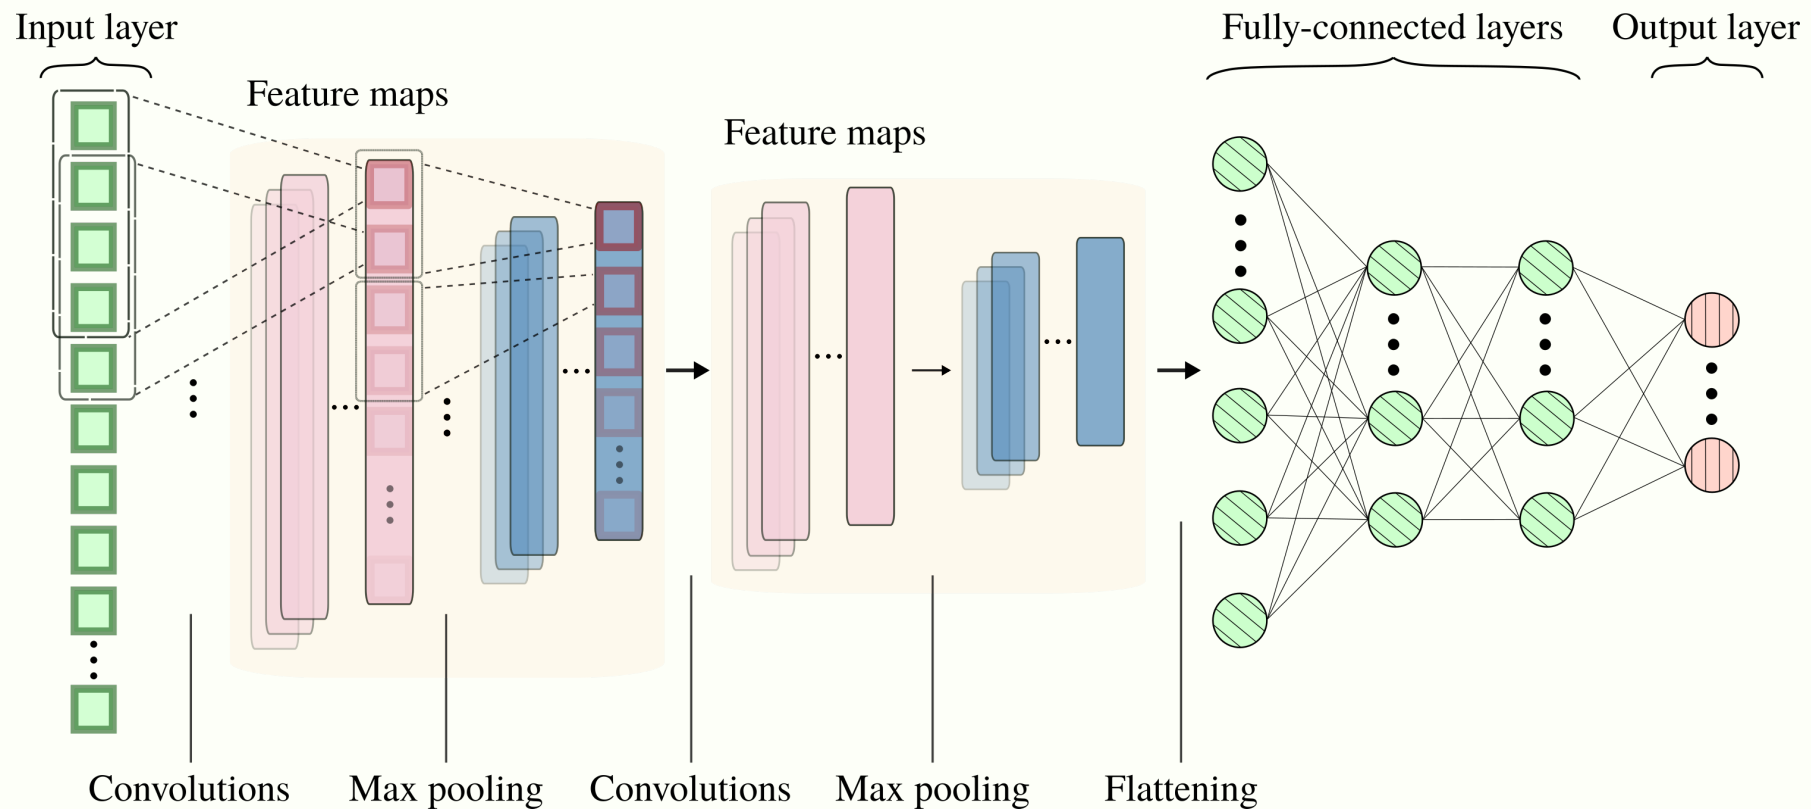 Input layer
Feature maps
Feature maps
Fully-connected layers
Output layer
Convolutions
Max pooling
Convolutions
Max pooling
Flattening